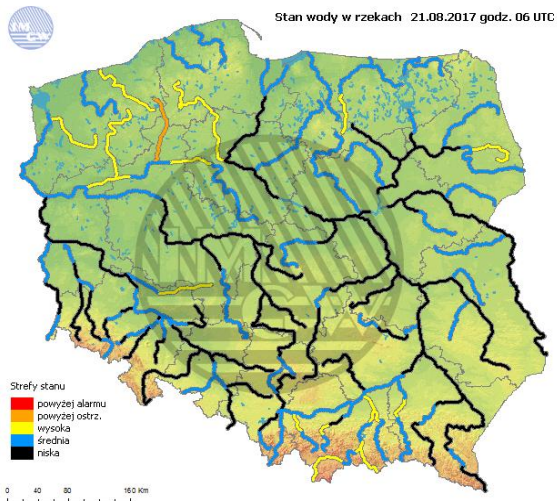 Stan wody w rzekach 21.08.2017 godz. 06 UTC
IMGW
Strefy stanu
powyżej alarmu
powyżej ostrz.
wysoka
średnia
niska
0 40 80 160 Km